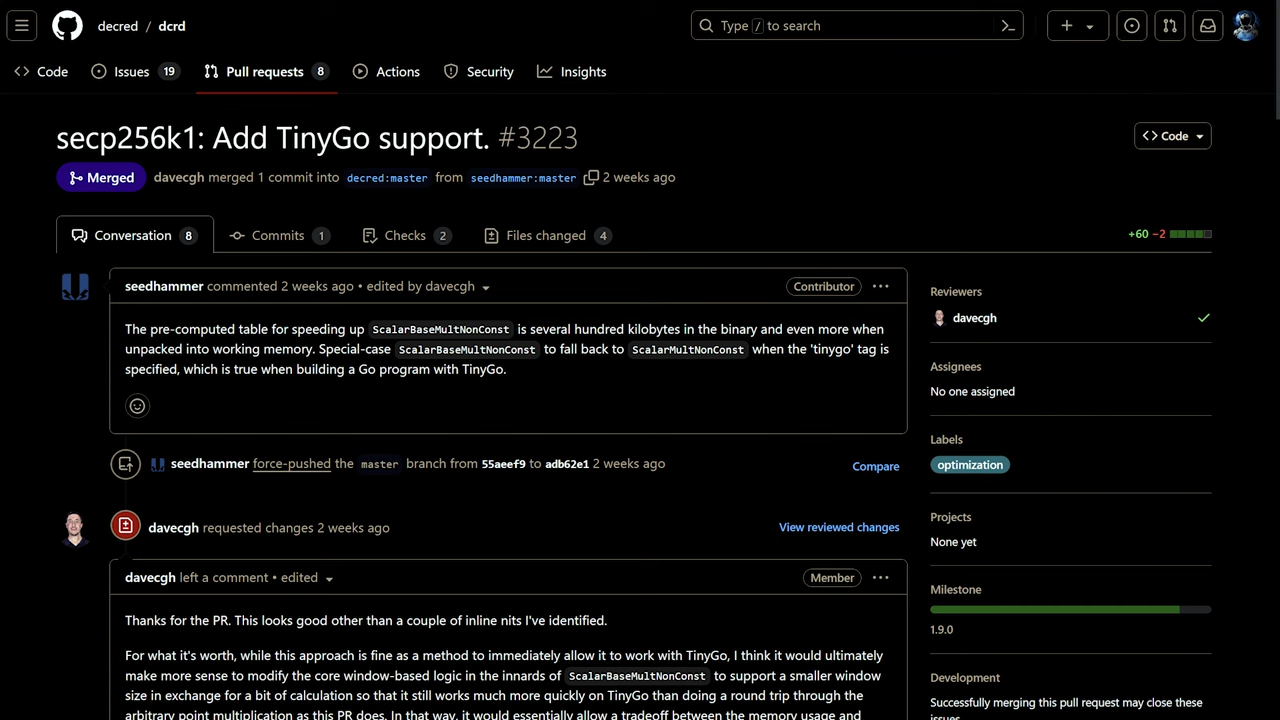 decred / dcrd
Type / to search
Code
Issues 19
Pull requests 8
Actions
Security
Insights
secp256k1: Add TinyGo support. #3223
Code
Merged
davecgh merged 1 commit into decred:master from seedhammer:master 2 weeks ago
Conversation 8
Commits 1
Checks 2
Files changed 4
+60 −2
seedhammer commented 2 weeks ago • edited by davecgh
Contributor
The pre-computed table for speeding up ScalarBaseMultNonConst is several hundred kilobytes in the binary and even more when
unpacked into working memory. Special-case ScalarBaseMultNonConst to fall back to ScalarMultNonConst when the 'tinygo' tag is
specified, which is true when building a Go program with TinyGo.
seedhammer force-pushed the master branch from 55aeef9 to adb62e1 2 weeks ago
Compare
davecgh requested changes 2 weeks ago
View reviewed changes
davecgh left a comment • edited
Member
Thanks for the PR. This looks good other than a couple of inline nits I've identified.
For what it's worth, while this approach is fine as a method to immediately allow it to work with TinyGo, I think it would ultimately
make more sense to modify the core window-based logic in the innards of ScalarBaseMultNonConst to support a smaller window
size in exchange for a bit of calculation so that it still works much more quickly on TinyGo than doing a round trip through the
arbitrary point multiplication as this PR does. In that way, it would essentially allow a tradeoff between the memory usage and
Reviewers
davecgh
Assignees
No one assigned
Labels
optimization
Projects
None yet
Milestone
1.9.0
Development
Successfully merging this pull request may close these
issues.